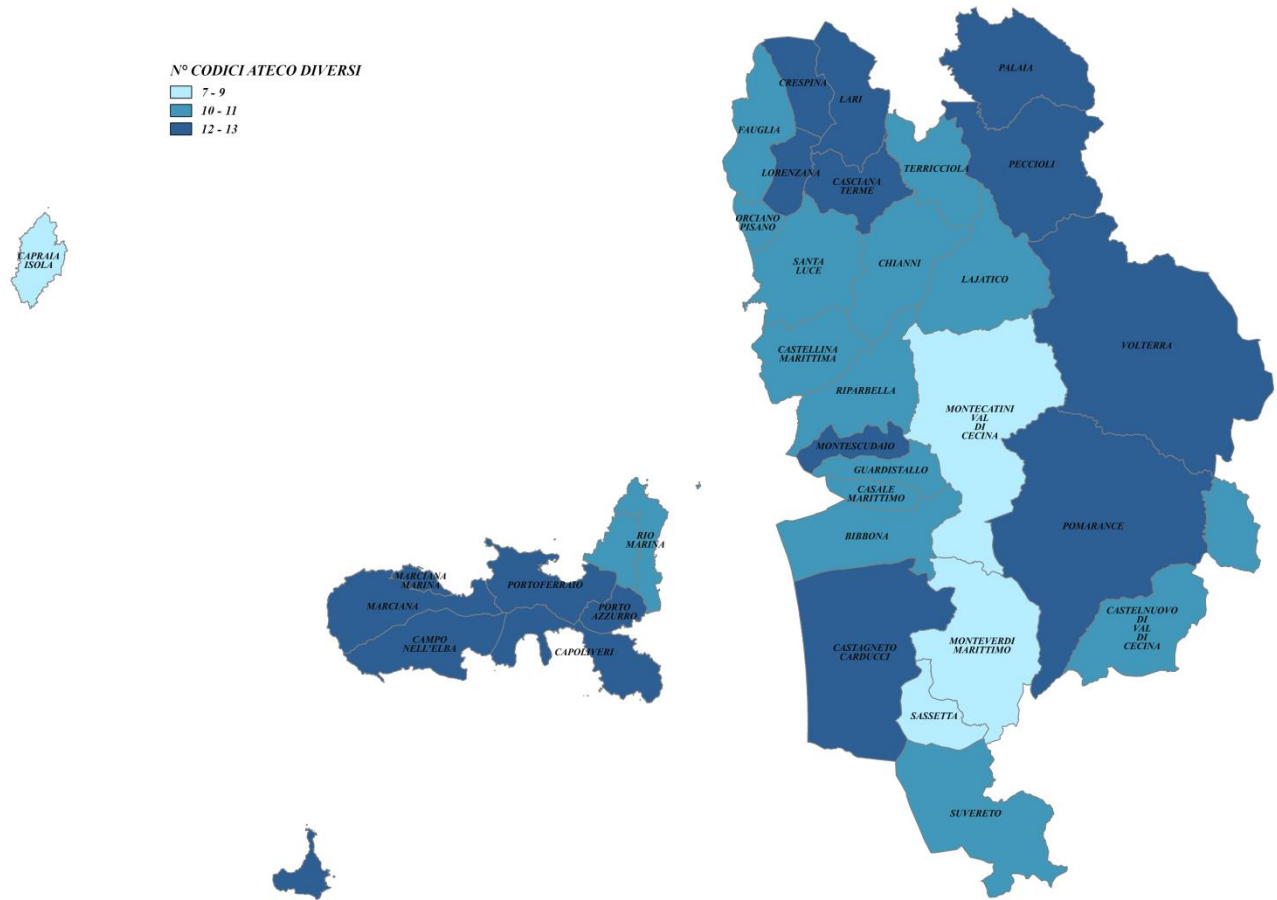 N° CODICI ATECO DIVERSI
7 - 9
10 - 11
12 - 13
PALAIA
CRESPINA
LARI
FAUGLIA
PECCIOLI
TERRICCIOLA
LORENZANA
CASCIANA
TERME
ORCIANO
PISANO
CAPRAIA
ISOLA
SANTA
LUCE
CHIANNI
LAJATICO
VOLTERRA
CASTELLINA
MARITTIMA
RIPARBELLA
MONTECATINI
VAL
DI
CECINA
MONTESCUDAIO
GUARDISTALLO
CASALE
MARITTIMO
POMARANCE
BIBBONA
RIO
MARINA
MARCIANA
MARINA
PORTOFERRAIO
MARCIANA
PORTO
AZZURRO
CAMPO
NELL'ELBA
CAPOLIVERI
CASTELNUOVO
DI
VAL
DI
CECINA
CASTAGNETO
CARDUCCI
MONTEVERDI
MARITTIMO
SASSETTA
SUVERETO